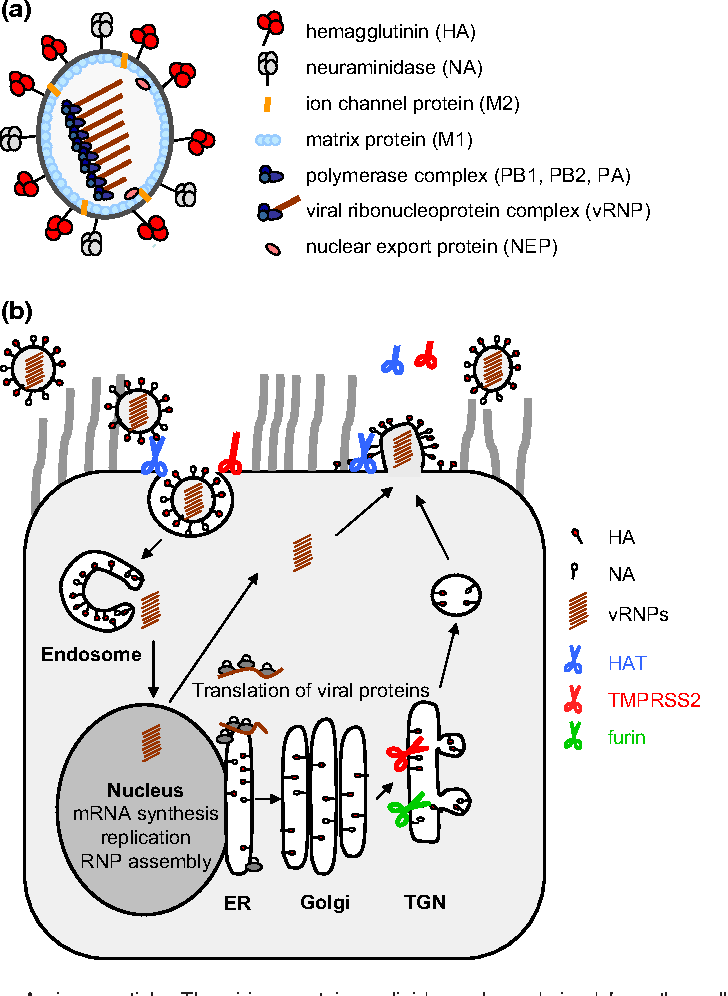 (a)
hemagglutinin (HA)
neuraminidase (NA)
ion channel protein (M2)
matrix protein (M1)
polymerase complex (PB1, PB2, PA)
viral ribonucleoprotein complex (vRNP)
nuclear export protein (NEP)
(b)
HA
NA
vRNPs
HAT
TMPRSS2
furin
Endosome
Translation of viral proteins
Nucleus
mRNA synthesis
replication
RNP assembly
ER
Golgi
TGN